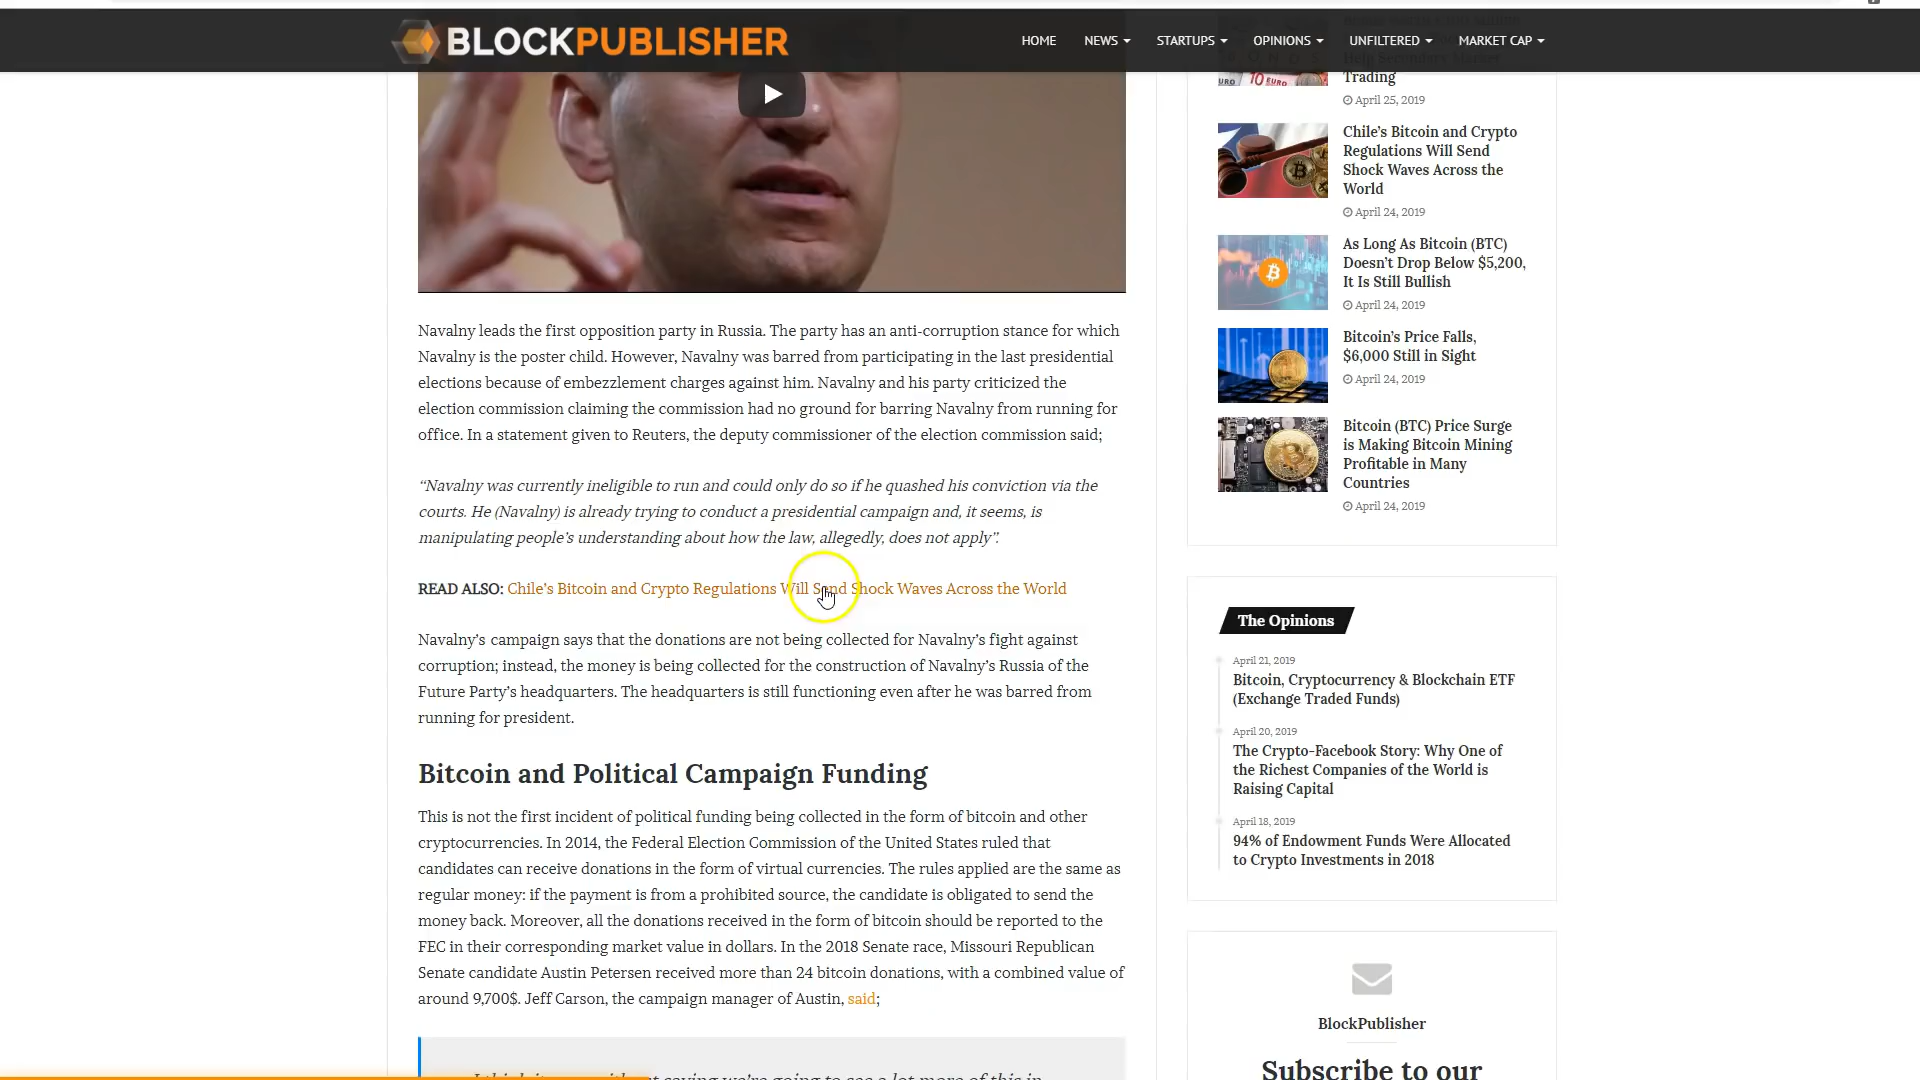 BLOCKPUBLISHER
HOME
NEWS
STARTUPS
OPINIONS
UNFILTERED
MARKET CAP
Navalny leads the first opposition party in Russia. The party has an anti-corruption stance for which
Navalny is the poster child. However, Navalny was barred from participating in the last presidential
elections because of embezzlement charges against him. Navalny and his party criticized the
election commission claiming the commission had no ground for barring Navalny from running for
office. In a statement given to Reuters, the deputy commissioner of the election commission said;
“Navalny was currently ineligible to run and could only do so if he quashed his conviction via the
courts. He (Navalny) is already trying to conduct a presidential campaign and, it seems, is
manipulating people’s understanding about how the law, allegedly, does not apply”.
READ ALSO: Chile’s Bitcoin and Crypto Regulations Will Send Shock Waves Across the World
Navalny’s campaign says that the donations are not being collected for Navalny’s fight against
corruption; instead, the money is being collected for the construction of Navalny’s Russia of the
Future Party’s headquarters. The headquarters is still functioning even after he was barred from
running for president.
Bitcoin and Political Campaign Funding
This is not the first incident of political funding being collected in the form of bitcoin and other
cryptocurrencies. In 2014, the Federal Election Commission of the United States ruled that
candidates can receive donations in the form of virtual currencies. The rules applied are the same as
regular money: if the payment is from a prohibited source, the candidate is obligated to send the
money back. Moreover, all the donations received in the form of bitcoin should be reported to the
FEC in their corresponding market value in dollars. In the 2018 Senate race, Missouri Republican
Senate candidate Austin Petersen received more than 24 bitcoin donations, with a combined value of
around 9,700$. Jeff Carson, the campaign manager of Austin, said;
Trading
April 25, 2019
Chile’s Bitcoin and Crypto
Regulations Will Send
Shock Waves Across the
World
April 24, 2019
As Long As Bitcoin (BTC)
Doesn’t Drop Below $5,200,
It Is Still Bullish
April 24, 2019
Bitcoin’s Price Falls,
$6,000 Still in Sight
April 24, 2019
Bitcoin (BTC) Price Surge
is Making Bitcoin Mining
Profitable in Many
Countries
April 24, 2019
The Opinions
April 21, 2019
Bitcoin, Cryptocurrency & Blockchain ETF
(Exchange Traded Funds)
April 20, 2019
The Crypto-Facebook Story: Why One of
the Richest Companies of the World is
Raising Capital
April 18, 2019
94% of Endowment Funds Were Allocated
to Crypto Investments in 2018
BlockPublisher
Subscribe to our